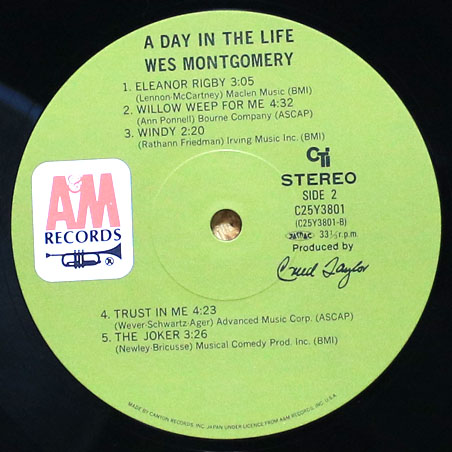 A DAY IN THE LIFE
WES MONTGOMERY
1. ELEANOR RIGBY 3:05
(Lennon·McCartney) Maclen Music (BMI)
2. WILLOW WEEP FOR ME 4:32
(Ann Ponnell) Bourne Company (ASCAP)
3. WINDY 2:20
(Rathann Friedman) Irving Music Inc. (BMI)
CTi
STEREO
SIDE 2
C25Y3801
(C25Y3801-B)
JASRAC 33⅓ r.p.m.
Produced by
Creed Taylor
A&M
RECORDS
®
4. TRUST IN ME 4:23
(Wever·Schwartz·Ager) Advanced Music Corp. (ASCAP)
5. THE JOKER 3:26
(Newley·Bricusse) Musical Comedy Prod. Inc. (BMI)
MADE BY CANYON RECORDS, INC. JAPAN UNDER LICENCE FROM A&M RECORDS, INC. U.S.A.